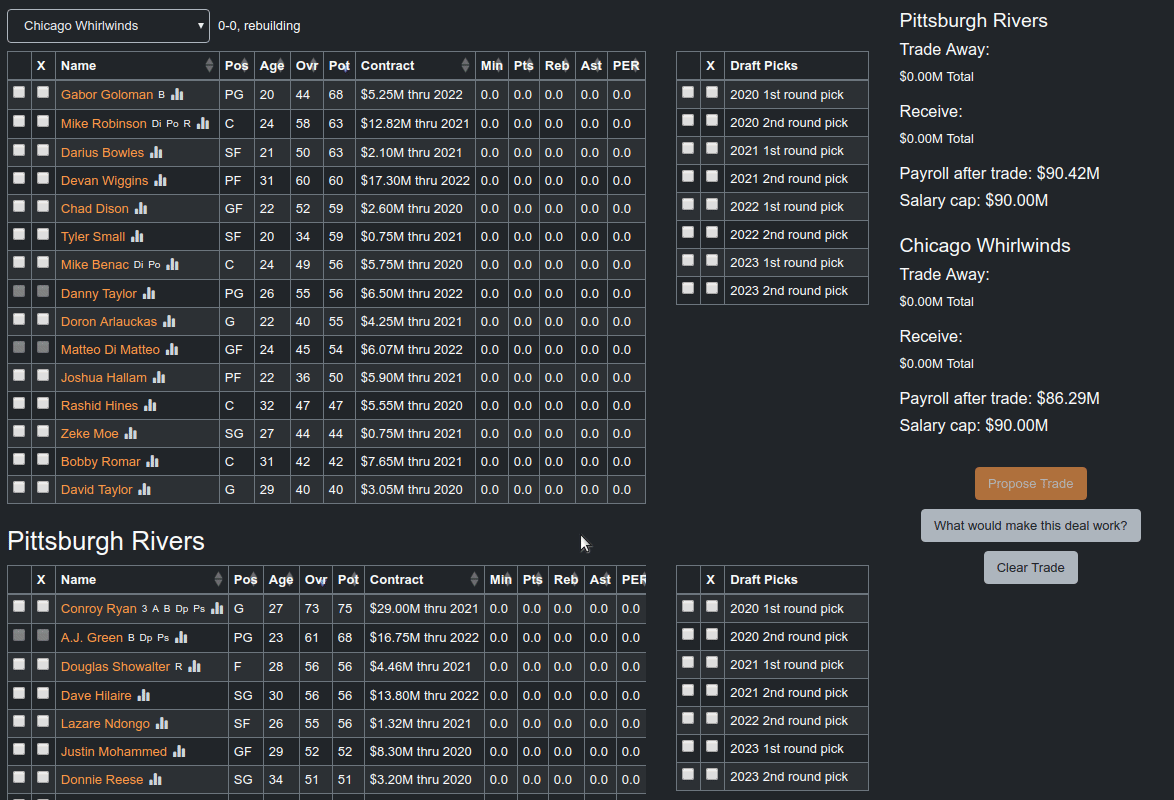 Chicago Whirlwinds 0-0, rebuilding
X Name Pos Age Ovr Pot Contract Min Pts Reb Ast PER
Gabor Goloman B PG 20 44 68 $5.25M thru 2022 0.0 0.0 0.0 0.0 0.0
Mike Robinson Di Po R C 24 58 63 $12.82M thru 2021 0.0 0.0 0.0 0.0 0.0
Darius Bowles SF 21 50 63 $2.10M thru 2021 0.0 0.0 0.0 0.0 0.0
Devan Wiggins PF 31 60 60 $17.30M thru 2022 0.0 0.0 0.0 0.0 0.0
Chad Dison GF 22 52 59 $2.60M thru 2020 0.0 0.0 0.0 0.0 0.0
Tyler Small SF 20 34 59 $0.75M thru 2021 0.0 0.0 0.0 0.0 0.0
Mike Benac Di Po C 24 49 56 $5.75M thru 2020 0.0 0.0 0.0 0.0 0.0
Danny Taylor PG 26 55 56 $6.50M thru 2022 0.0 0.0 0.0 0.0 0.0
Doron Arlauckas G 22 40 55 $4.25M thru 2021 0.0 0.0 0.0 0.0 0.0
Matteo Di Matteo GF 24 45 54 $6.07M thru 2022 0.0 0.0 0.0 0.0 0.0
Joshua Hallam PF 22 36 50 $5.90M thru 2021 0.0 0.0 0.0 0.0 0.0
Rashid Hines C 32 47 47 $5.55M thru 2020 0.0 0.0 0.0 0.0 0.0
Zeke Moe SG 27 44 44 $0.75M thru 2021 0.0 0.0 0.0 0.0 0.0
Bobby Romar C 31 42 42 $7.65M thru 2021 0.0 0.0 0.0 0.0 0.0
David Taylor G 29 40 40 $3.05M thru 2020 0.0 0.0 0.0 0.0 0.0
X Draft Picks
2020 1st round pick
2020 2nd round pick
2021 1st round pick
2021 2nd round pick
2022 1st round pick
2022 2nd round pick
2023 1st round pick
2023 2nd round pick
Pittsburgh Rivers
X Name Pos Age Ovr Pot Contract Min Pts Reb Ast PER
Conroy Ryan 3 A B Dp Ps G 27 73 75 $29.00M thru 2021 0.0 0.0 0.0 0.0 0.0
A.J. Green B Dp Ps PG 23 61 68 $16.75M thru 2022 0.0 0.0 0.0 0.0 0.0
Douglas Showalter R F 28 56 56 $4.46M thru 2021 0.0 0.0 0.0 0.0 0.0
Dave Hilaire SG 30 56 56 $13.80M thru 2022 0.0 0.0 0.0 0.0 0.0
Lazare Ndongo SF 26 55 56 $1.32M thru 2021 0.0 0.0 0.0 0.0 0.0
Justin Mohammed GF 29 52 52 $8.30M thru 2020 0.0 0.0 0.0 0.0 0.0
Donnie Reese SG 34 51 51 $3.20M thru 2020 0.0 0.0 0.0 0.0 0.0
X Draft Picks
2020 1st round pick
2020 2nd round pick
2021 1st round pick
2021 2nd round pick
2022 2nd round pick
2023 1st round pick
2023 2nd round pick
Pittsburgh Rivers
Trade Away:
$0.00M Total
Receive:
$0.00M Total
Payroll after trade: $90.42M
Salary cap: $90.00M
Chicago Whirlwinds
Trade Away:
$0.00M Total
Receive:
$0.00M Total
Payroll after trade: $86.29M
Salary cap: $90.00M
Propose Trade
What would make this deal work?
Clear Trade